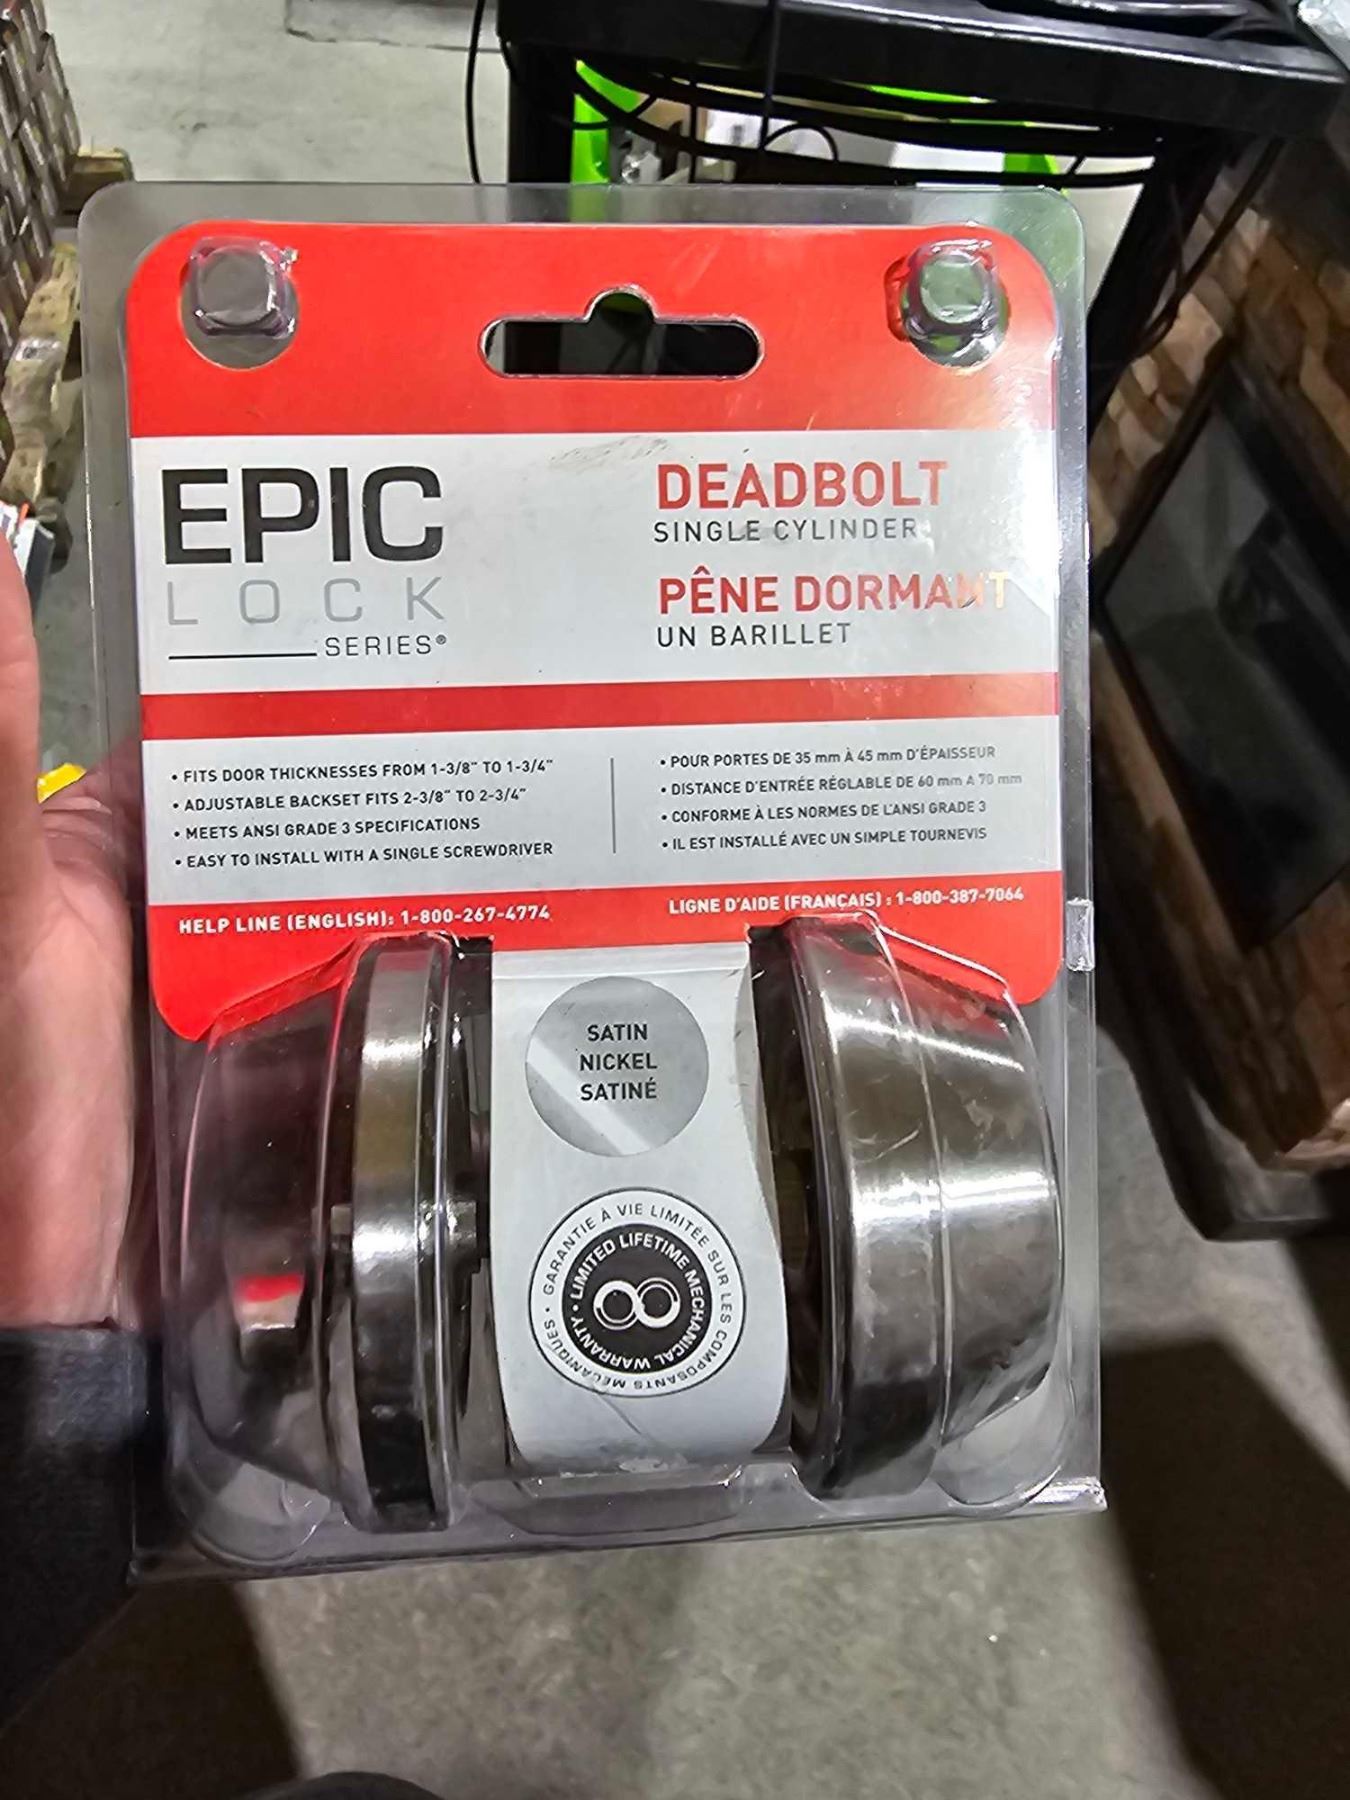 EPIC
LOCK
SERIES®
DEADBOLT
SINGLE CYLINDER
PÊNE DORMANT
UN BARILLET
• FITS DOOR THICKNESSES FROM 1-3/8" TO 1-3/4"
• ADJUSTABLE BACKSET FITS 2-3/8" TO 2-3/4"
• MEETS ANSI GRADE 3 SPECIFICATIONS
• EASY TO INSTALL WITH A SINGLE SCREWDRIVER
• POUR PORTES DE 35 mm À 45 mm D'ÉPAISSEUR
• DISTANCE D'ENTRÉE RÉGLABLE DE 60 mm A 70 mm
• CONFORME À LES NORMES DE L'ANSI GRADE 3
• IL EST INSTALLÉ AVEC UN SIMPLE TOURNEVIS
HELP LINE (ENGLISH): 1-800-267-4774
LIGNE D'AIDE (FRANÇAIS) : 1-800-387-7064
SATIN
NICKEL
SATINÉ
• GARANTIE À VIE LIMITÉE SUR LES COMPOSANTS MÉCANIQUES
• LIMITED LIFETIME MECHANICAL WARRANTY